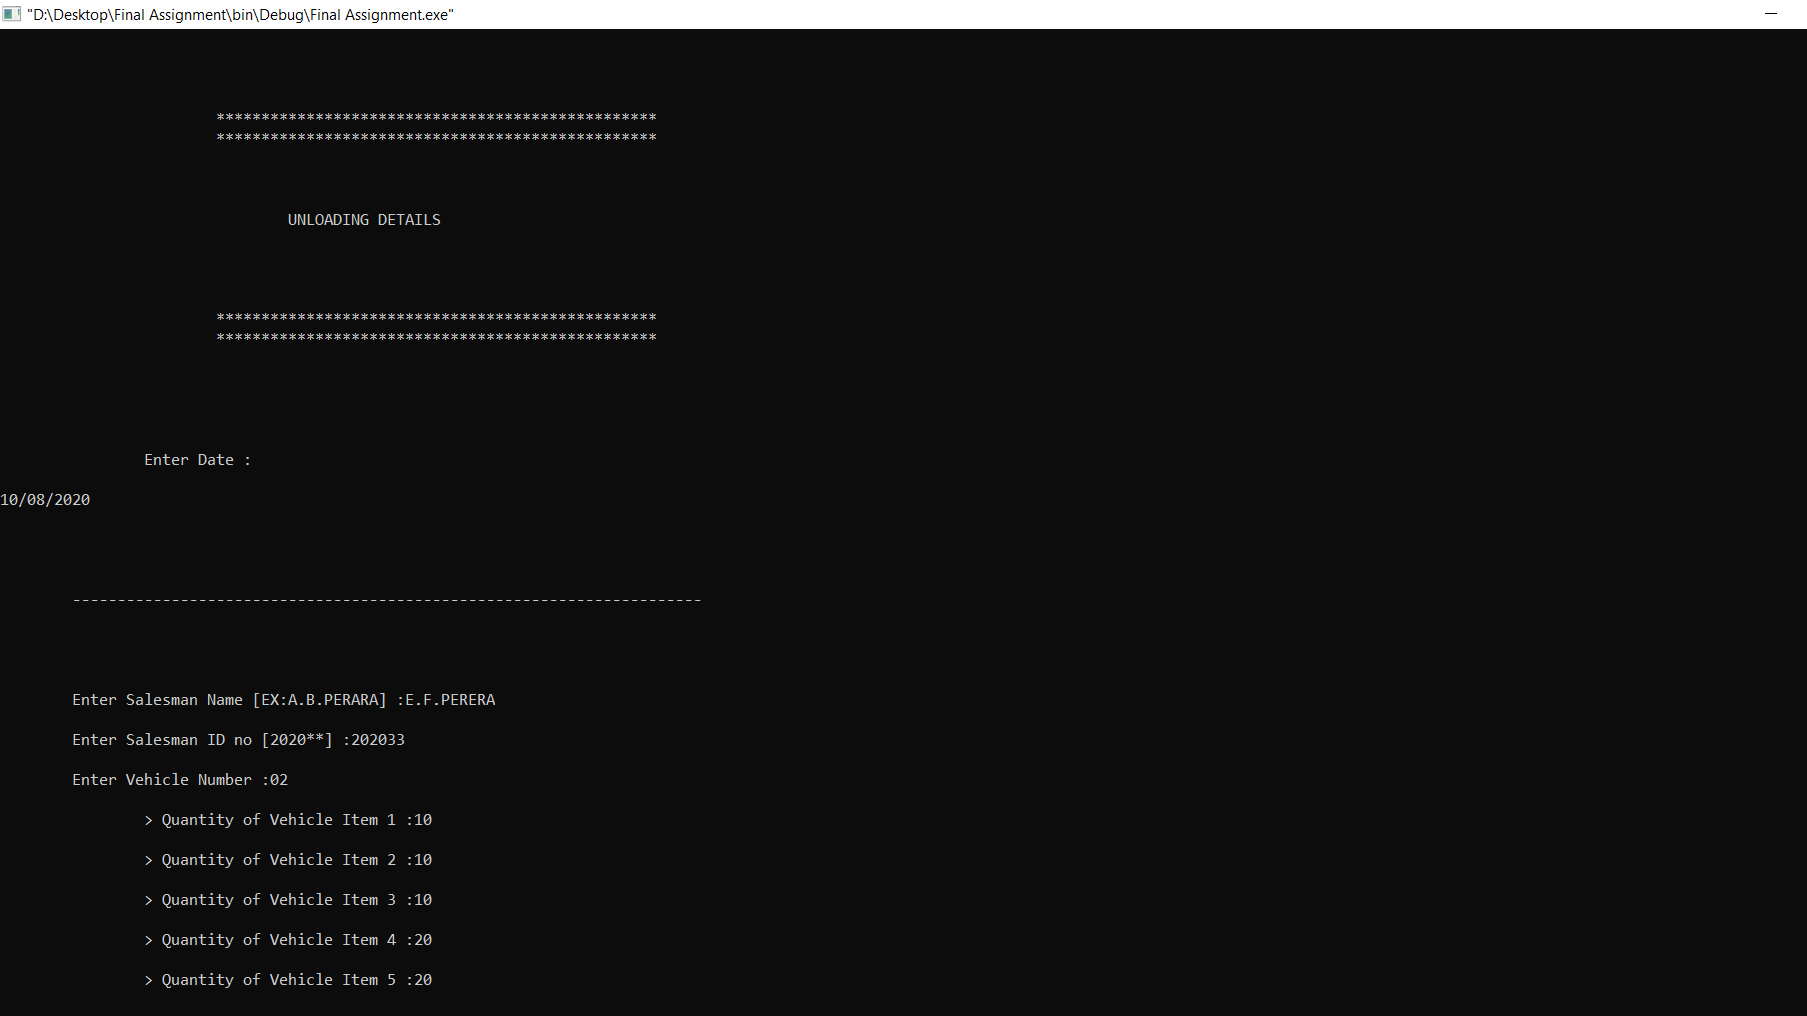 "D:\Desktop\Final Assignment\bin\Debug\Final Assignment.exe"
*************************************************
*************************************************
UNLOADING DETAILS
*************************************************
*************************************************
Enter Date :
10/08/2020
----------------------------------------------------------------------
Enter Salesman Name [EX:A.B.PERARA] :E.F.PERERA
Enter Salesman ID no [2020**] :202033
Enter Vehicle Number :02
> Quantity of Vehicle Item 1 :10
> Quantity of Vehicle Item 2 :10
> Quantity of Vehicle Item 3 :10
> Quantity of Vehicle Item 4 :20
> Quantity of Vehicle Item 5 :20